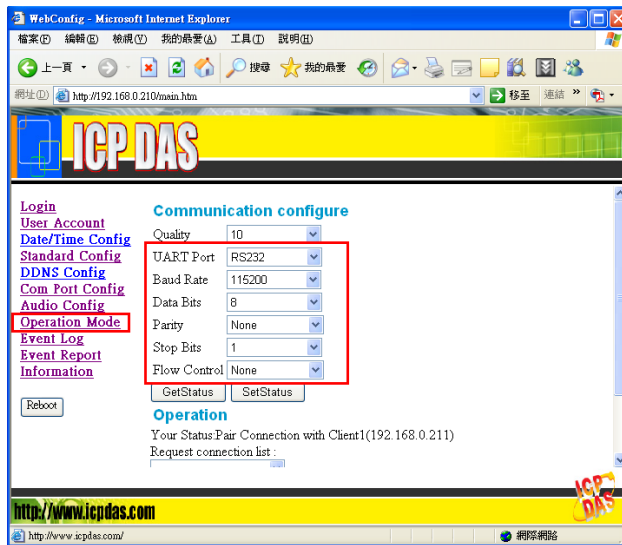 WebConfig - Microsoft Internet Explorer
檔案(F) 編輯(E) 檢視(V) 我的最愛(A) 工具(T) 說明(H)
上一頁 搜尋 我的最愛
網址(D) http://192.168.0.210/main.htm 移至 連結 »
ICP DAS
Login
User Account
Date/Time Config
Standard Config
DDNS Config
Com Port Config
Audio Config
Operation Mode
Event Log
Event Report
Information
Reboot
Communication configure
Quality 10
UART Port RS232
Baud Rate 115200
Data Bits 8
Parity None
Stop Bits 1
Flow Control None
GetStatus SetStatus
Operation
Your Status:Pair Connection with Client1(192.168.0.211)
Request connection list :
http://www.icpdas.com
ICP DAS
http://www.icpdas.com/ 網際網路